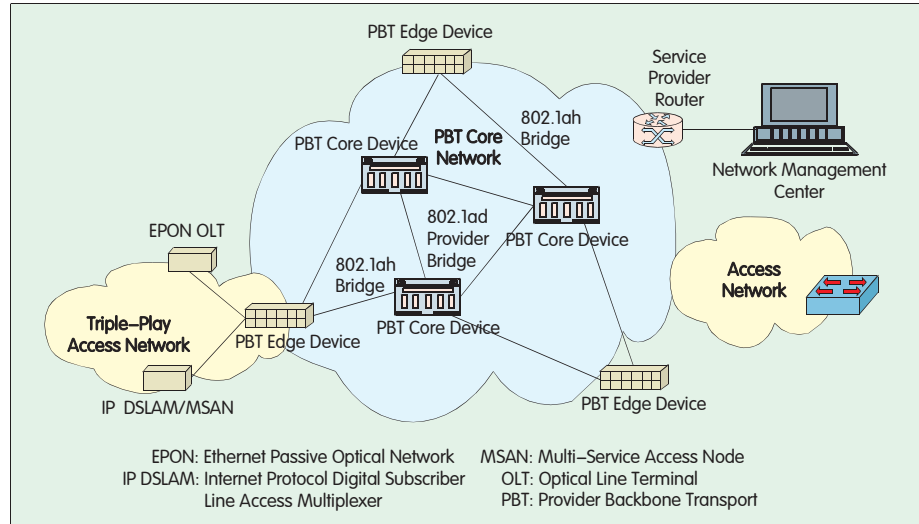 PBT Edge Device
Service
Provider
Router
802.1ah
Bridge
PBT Core Device
PBT Core
Network
Network Management
Center
EPON OLT
802.1ad
Provider
Bridge
PBT Core Device
802.1ah
Bridge
Access
Network
Triple–Play
Access Network
PBT Edge Device
PBT Core Device
IP DSLAM/MSAN
PBT Edge Device
EPON: Ethernet Passive Optical Network
IP DSLAM: Internet Protocol Digital Subscriber
Line Access Multiplexer
MSAN: Multi–Service Access Node
OLT: Optical Line Terminal
PBT: Provider Backbone Transport